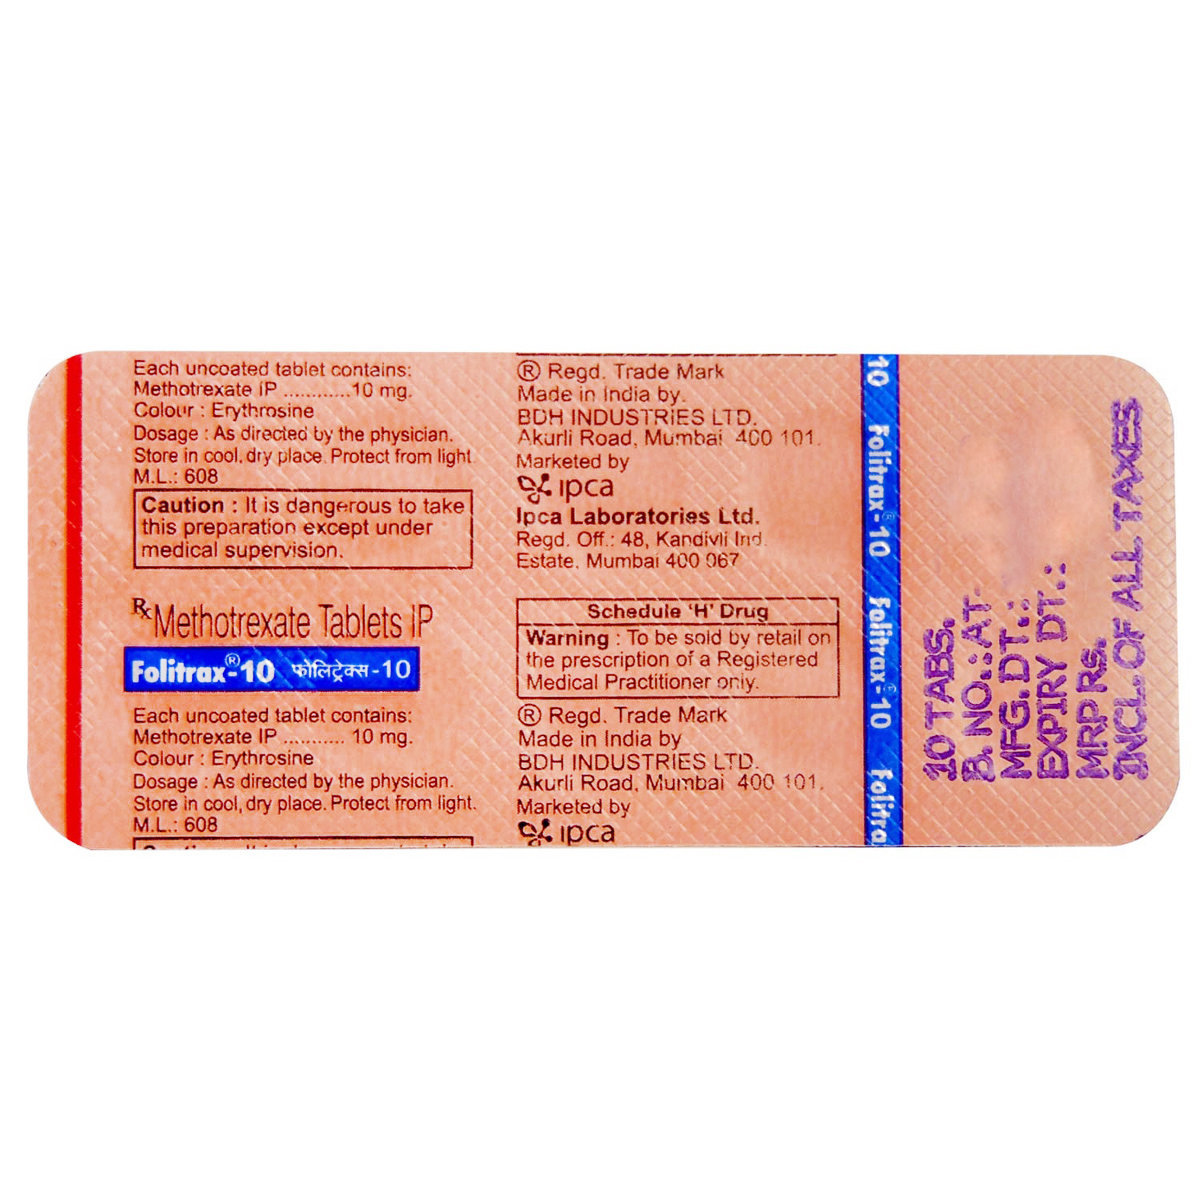 Each uncoated tablet contains:
Methotrexate IP ............10 mg.
Colour : Erythrosine
Dosage : As directed by the physician.
Store in cool, dry place. Protect from light.
M.L.: 608
Caution : It is dangerous to take
this preparation except under
medical supervision.
Rx Methotrexate Tablets IP
Folitrax®-10 फोलिट्रेक्स-10
Each uncoated tablet contains:
Methotrexate IP ........... 10 mg.
Colour : Erythrosine
Dosage : As directed by the physician.
Store in cool, dry place. Protect from light.
M.L.: 608
® Regd. Trade Mark
Made in India by.
BDH INDUSTRIES LTD.
Akurli Road, Mumbai 400 101.
Marketed by
ipca
Ipca Laboratories Ltd.
Regd. Off.: 48, Kandivli Ind.
Estate, Mumbai 400 067
Schedule 'H' Drug
Warning : To be sold by retail on
the prescription of a Registered
Medical Practitioner only.
® Regd. Trade Mark
Made in India by
BDH INDUSTRIES LTD.
Akurli Road, Mumbai 400 101.
Marketed by
ipca
10 Folitrax®-10 Folitrax®-10 Folitra
10 TABS.
B. NO.: AT-
MFG. DT.:
EXPIRY DT.:
MRP RS.
INCL. OF ALL TAXES